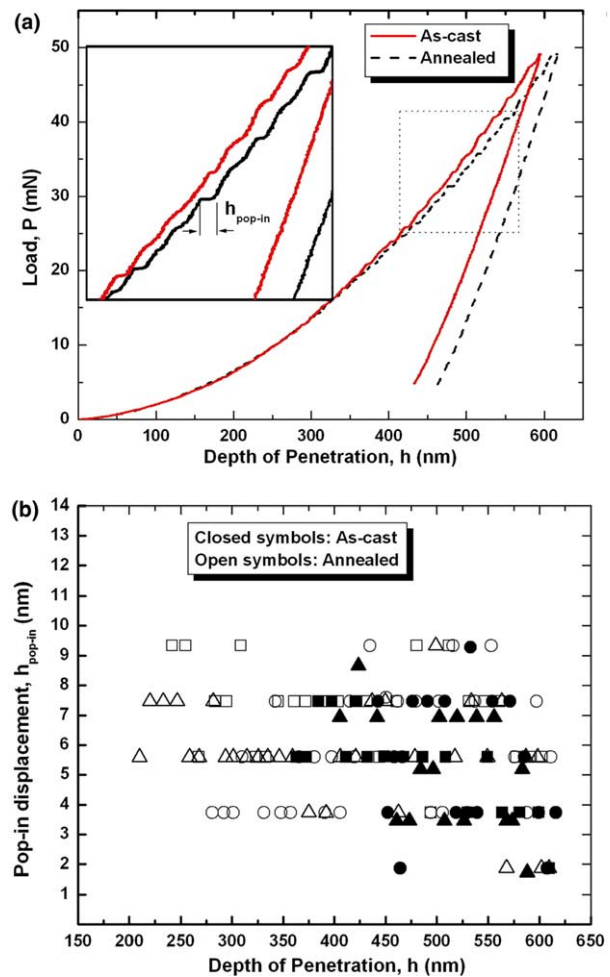 (a)
As-cast
Annealed
h pop-in
60
50
40
30
20
10
0
Load, P (mN)
0 100 200 300 400 500 600
Depth of Penetration, h (nm)
(b)
Closed symbols: As-cast
Open symbols: Annealed
14
13
12
11
10
9
8
7
6
5
4
3
2
1
Pop-in displacement, h pop-in (nm)
150 200 250 300 350 400 450 500 550 600 650
Depth of Penetration, h (nm)